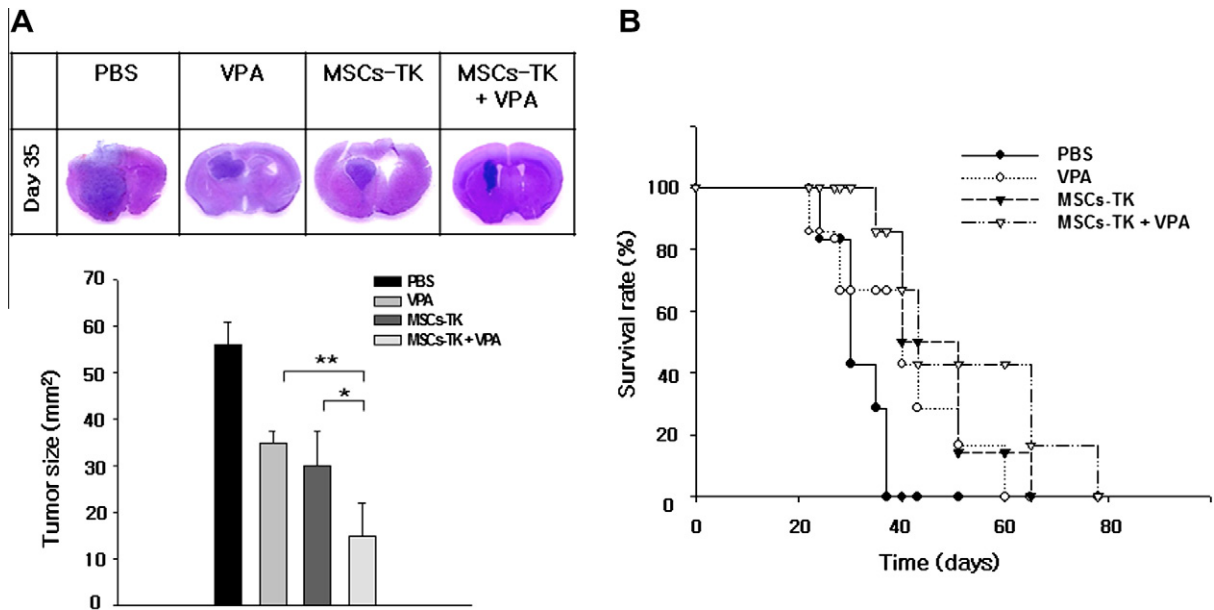 A
PBS
VPA
MSCs-TK
MSCs-TK
+ VPA
Day 35
70
60
50
40
30
20
10
0
Tumor size (mm²)
PBS
VPA
MSCs-TK
MSCs-TK + VPA
**
*
B
PBS
VPA
MSCs-TK
MSCs-TK + VPA
100
80
60
40
20
0
Survival rate (%)
0
20
40
60
80
Time (days)